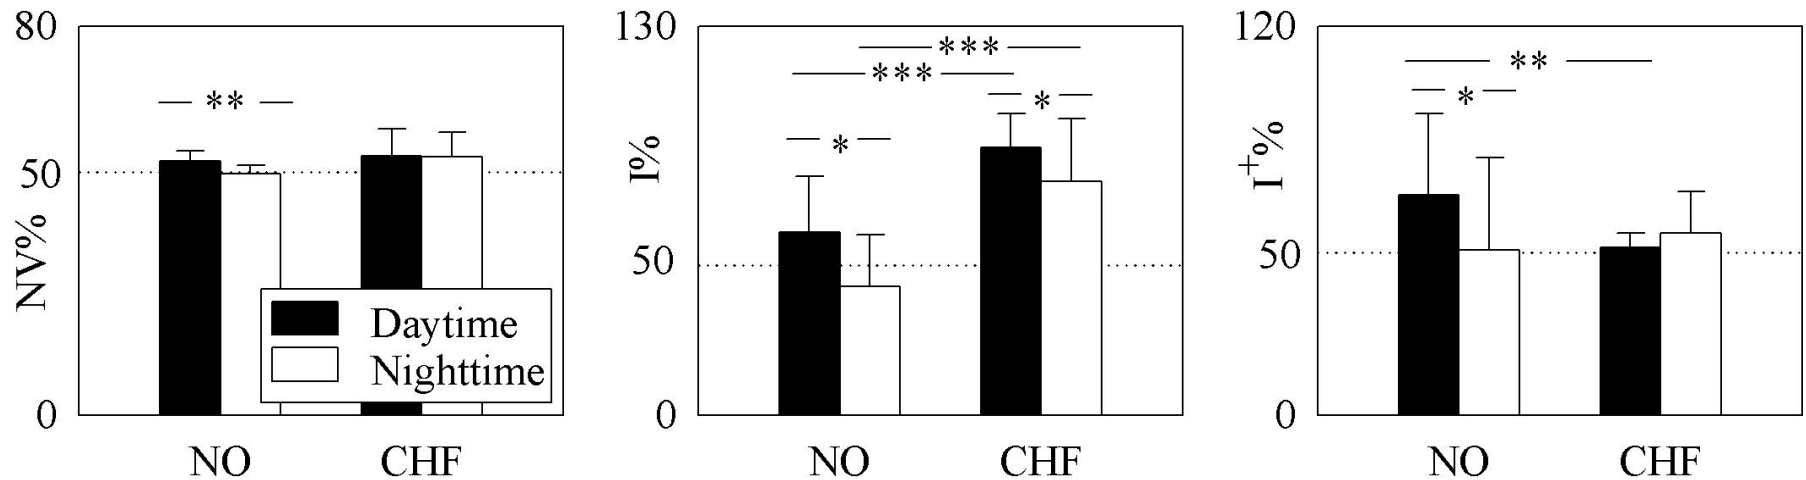 80
50
0
NV%
**
Daytime
Nighttime
NO CHF
130
50
0
I%
***
***
*
*
NO CHF
120
50
0
I+%
**
*
NO CHF